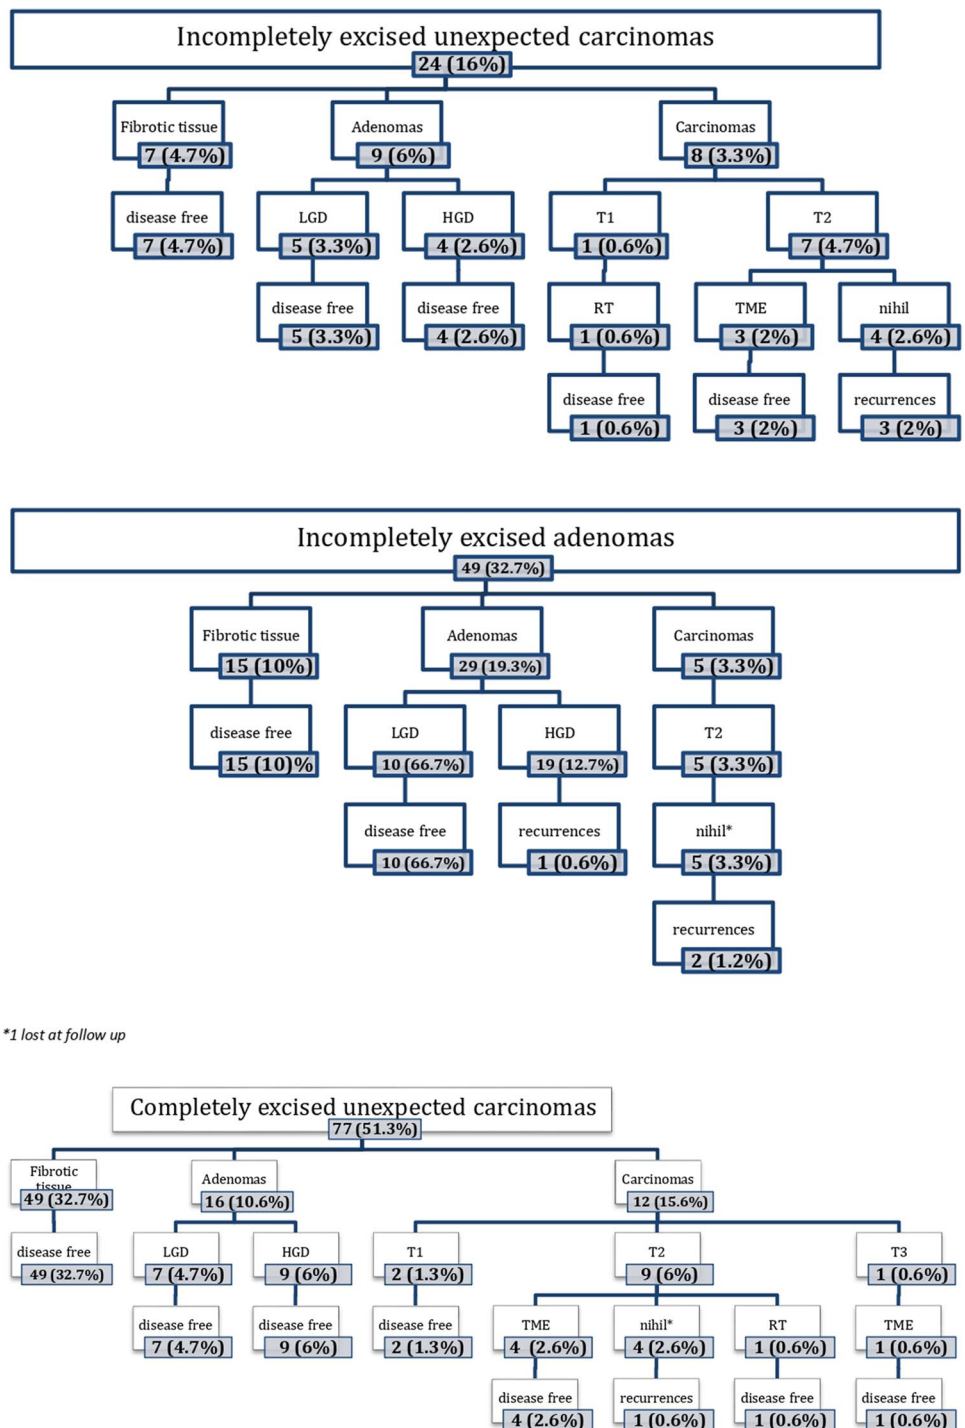 Incompletely excised unexpected carcinomas
24 (16%)
Fibrotic tissue
7 (4.7%)
Adenomas
9 (6%)
Carcinomas
8 (3.3%)
disease free
7 (4.7%)
LGD
5 (3.3%)
HGD
4 (2.6%)
T1
1 (0.6%)
T2
7 (4.7%)
disease free
5 (3.3%)
disease free
4 (2.6%)
RT
1 (0.6%)
TME
3 (2%)
nihil
4 (2.6%)
disease free
1 (0.6%)
disease free
3 (2%)
recurrences
3 (2%)
Incompletely excised adenomas
49 (32.7%)
Fibrotic tissue
15 (10%)
Adenomas
29 (19.3%)
Carcinomas
5 (3.3%)
disease free
15 (10)%
LGD
10 (66.7%)
HGD
19 (12.7%)
T2
5 (3.3%)
disease free
10 (66.7%)
recurrences
1 (0.6%)
nihil*
5 (3.3%)
recurrences
2 (1.2%)
*1 lost at follow up
Completely excised unexpected carcinomas
77 (51.3%)
Fibrotic
tissue
49 (32.7%)
Adenomas
16 (10.6%)
Carcinomas
12 (15.6%)
disease free
49 (32.7%)
LGD
7 (4.7%)
HGD
9 (6%)
T1
2 (1.3%)
T2
9 (6%)
T3
1 (0.6%)
disease free
7 (4.7%)
disease free
9 (6%)
disease free
2 (1.3%)
TME
4 (2.6%)
nihil*
4 (2.6%)
RT
1 (0.6%)
TME
1 (0.6%)
disease free
4 (2.6%)
recurrences
1 (0.6%)
disease free
1 (0.6%)
disease free
1 (0.6%)